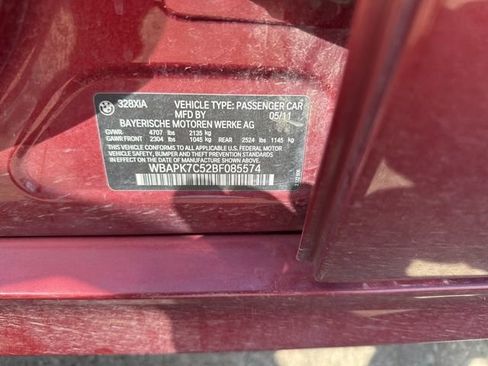 328XIA VEHICLE TYPE: PASSENGER CAR
MFD BY 05/11
BAYERISCHE MOTOREN WERKE AG
GVWR: 4707 lbs 2135 kg
GAWR FRONT 2304 lbs 1045 kg REAR 2524 lbs 1145 kg
THIS VEHICLE CONFORMS TO ALL APPLICABLE U.S. FEDERAL MOTOR
VEHICLE SAFETY, BUMPER AND THEFT PREVENTION STANDARDS IN
EFFECT ON THE DATE OF MANUFACTURE SHOWN ABOVE.
WBAPK7C52BF085574